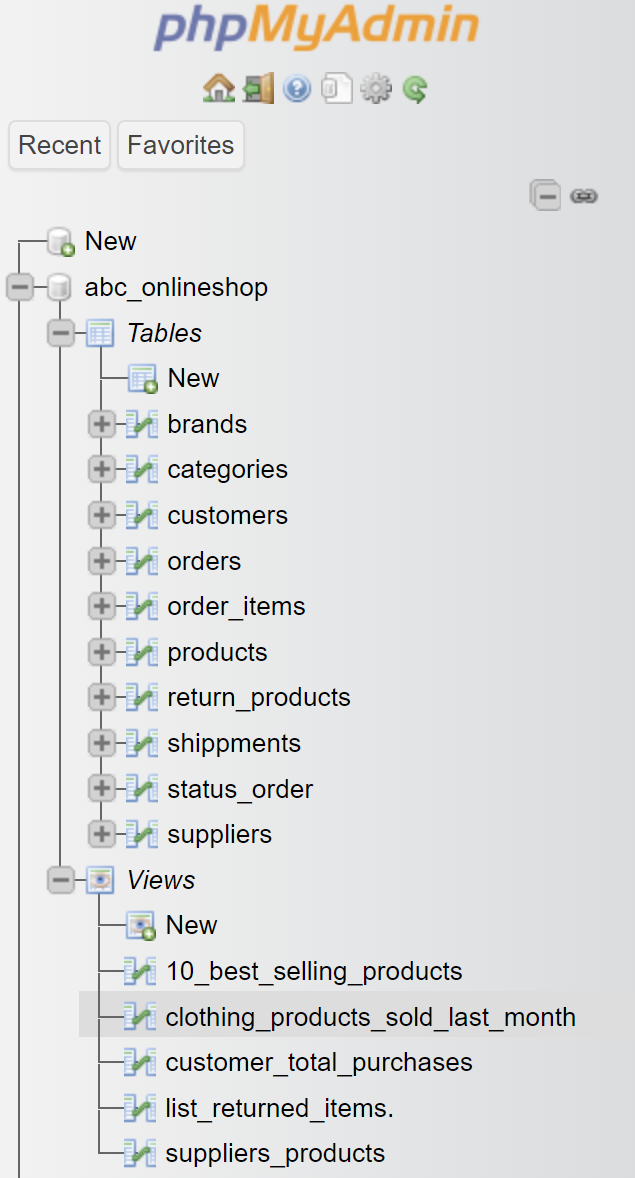 phpMyAdmin
Recent Favorites
New
abc_onlineshop
Tables
New
brands
categories
customers
orders
order_items
products
return_products
shippments
status_order
suppliers
Views
New
10_best_selling_products
clothing_products_sold_last_month
customer_total_purchases
list_returned_items.
suppliers_products